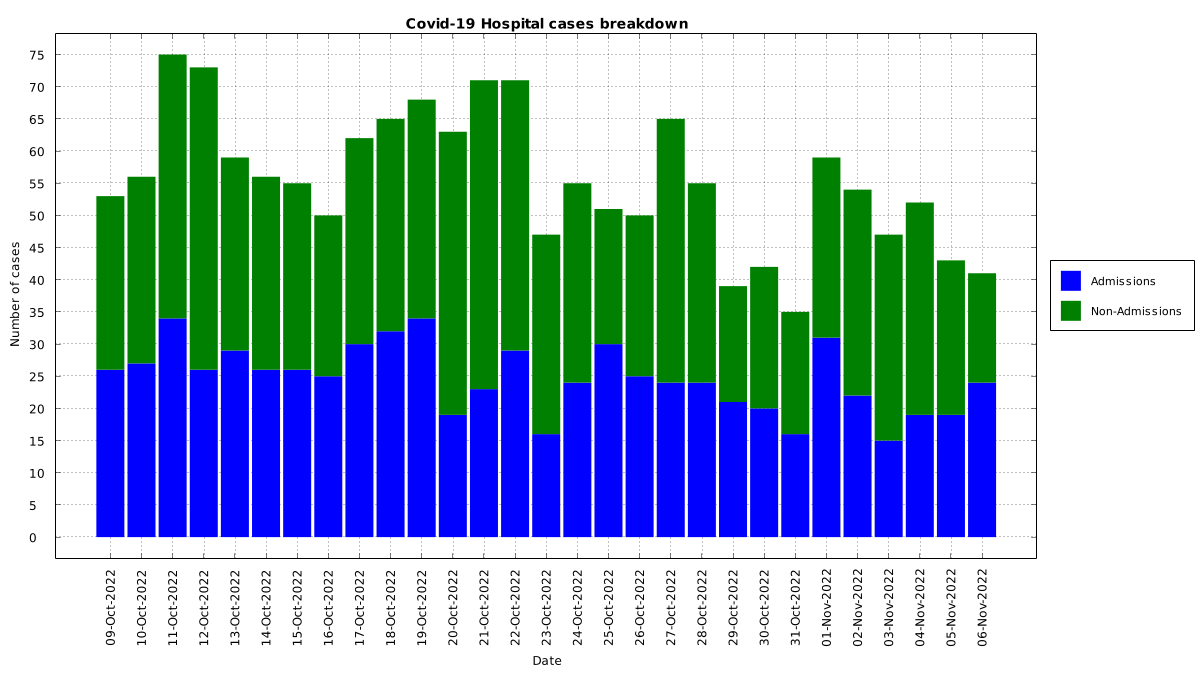 Covid-19 Hospital cases breakdown
75
70
65
60
55
50
45
40
35
30
25
20
15
10
5
0
Number of cases
09-Oct-2022
10-Oct-2022
11-Oct-2022
12-Oct-2022
13-Oct-2022
14-Oct-2022
15-Oct-2022
16-Oct-2022
17-Oct-2022
18-Oct-2022
19-Oct-2022
20-Oct-2022
21-Oct-2022
22-Oct-2022
23-Oct-2022
24-Oct-2022
25-Oct-2022
26-Oct-2022
27-Oct-2022
28-Oct-2022
29-Oct-2022
30-Oct-2022
31-Oct-2022
01-Nov-2022
02-Nov-2022
03-Nov-2022
04-Nov-2022
05-Nov-2022
06-Nov-2022
Date
Admissions
Non-Admissions